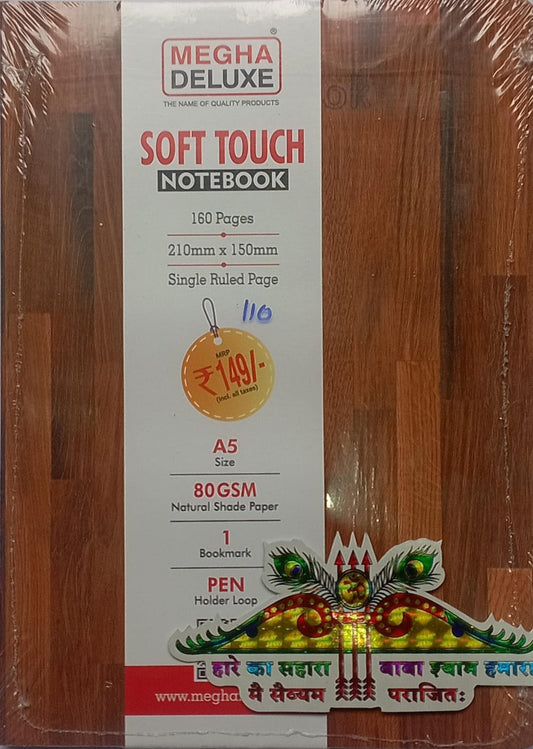 MEGHA®
DELUXE
THE NAME OF QUALITY PRODUCTS
SOFT TOUCH
NOTEBOOK
160 Pages
210mm x 150mm
Single Ruled Page
110
MRP
₹149/-
(incl. all taxes)
A5
Size
80GSM
Natural Shade Paper
1
Bookmark
PEN
Holder Loop
ॐ
हारे का सहारा बाबा श्याम हमारा
मै सैव्यम पराजितः
www.megha